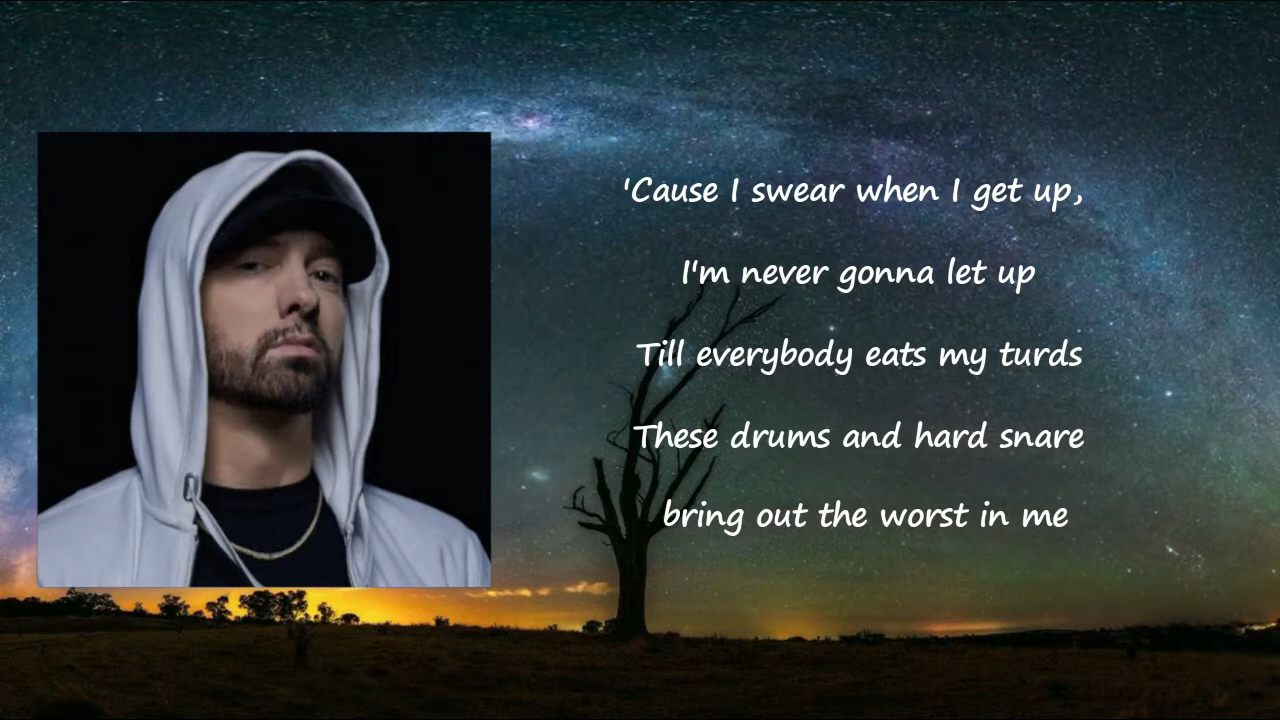 'Cause I swear when I get up,
I'm never gonna let up
Till everybody eats my turds
These drums and hard snare
bring out the worst in me